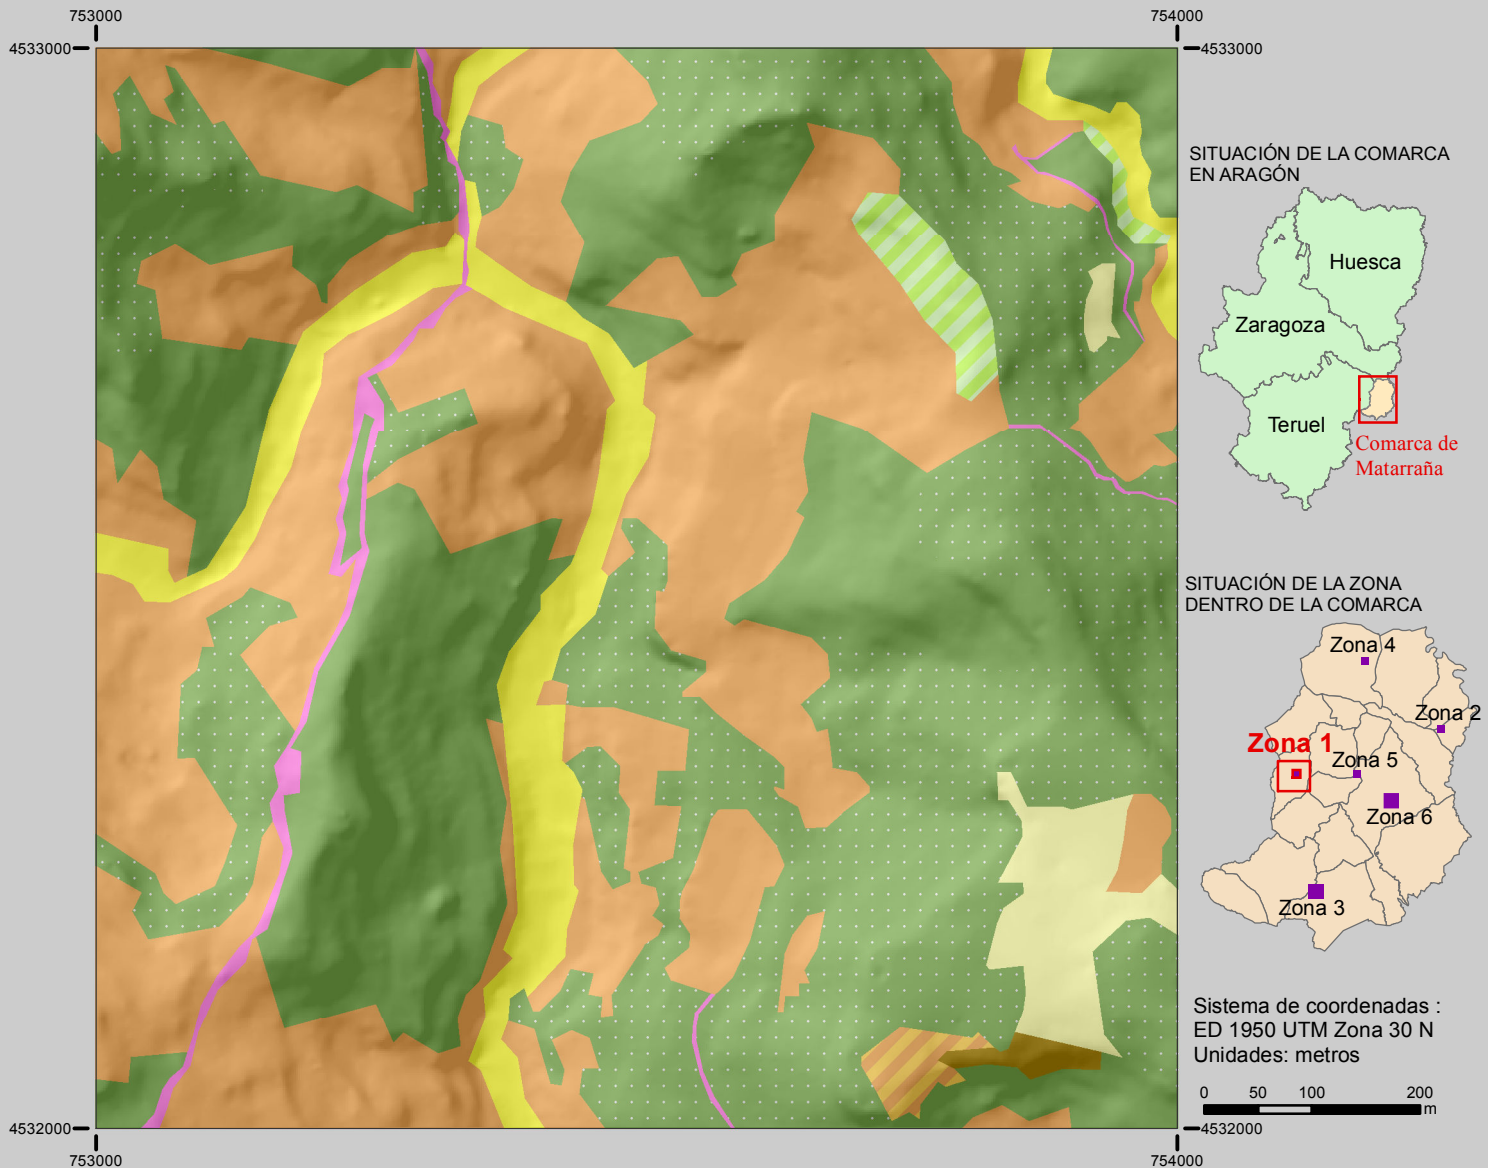 753000
754000
4533000
4533000
SITUACIÓN DE LA COMARCA
EN ARAGÓN
Huesca
Zaragoza
Teruel
Comarca de
Matarraña
SITUACIÓN DE LA ZONA
DENTRO DE LA COMARCA
Zona 4
Zona 2
Zona 1
Zona 5
Zona 6
Zona 3
Sistema de coordenadas :
ED 1950 UTM Zona 30 N
Unidades: metros
0 50 100 200
m
4532000
4532000
753000
754000